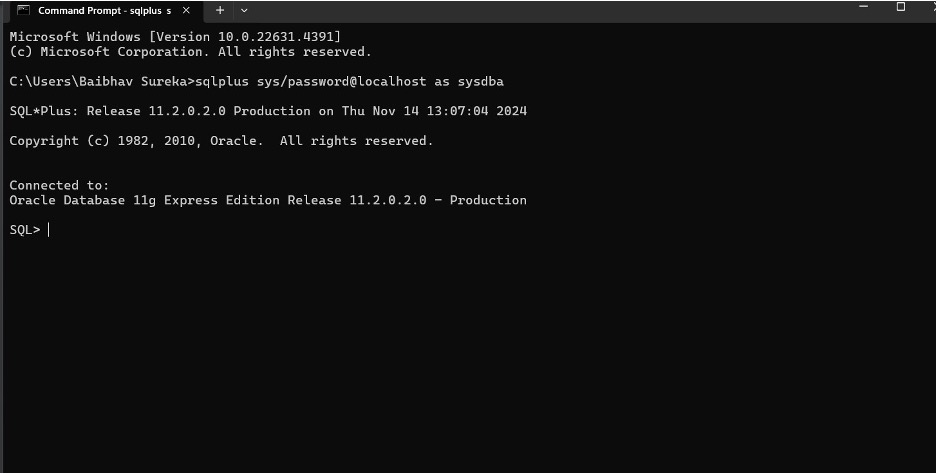 Command Prompt - sqlplus s
Microsoft Windows [Version 10.0.22631.4391]
(c) Microsoft Corporation. All rights reserved.
C:\Users\Baibhav Sureka>sqlplus sys/password@localhost as sysdba
SQL*Plus: Release 11.2.0.2.0 Production on Thu Nov 14 13:07:04 2024
Copyright (c) 1982, 2010, Oracle.  All rights reserved.
Connected to:
Oracle Database 11g Express Edition Release 11.2.0.2.0 - Production
SQL>